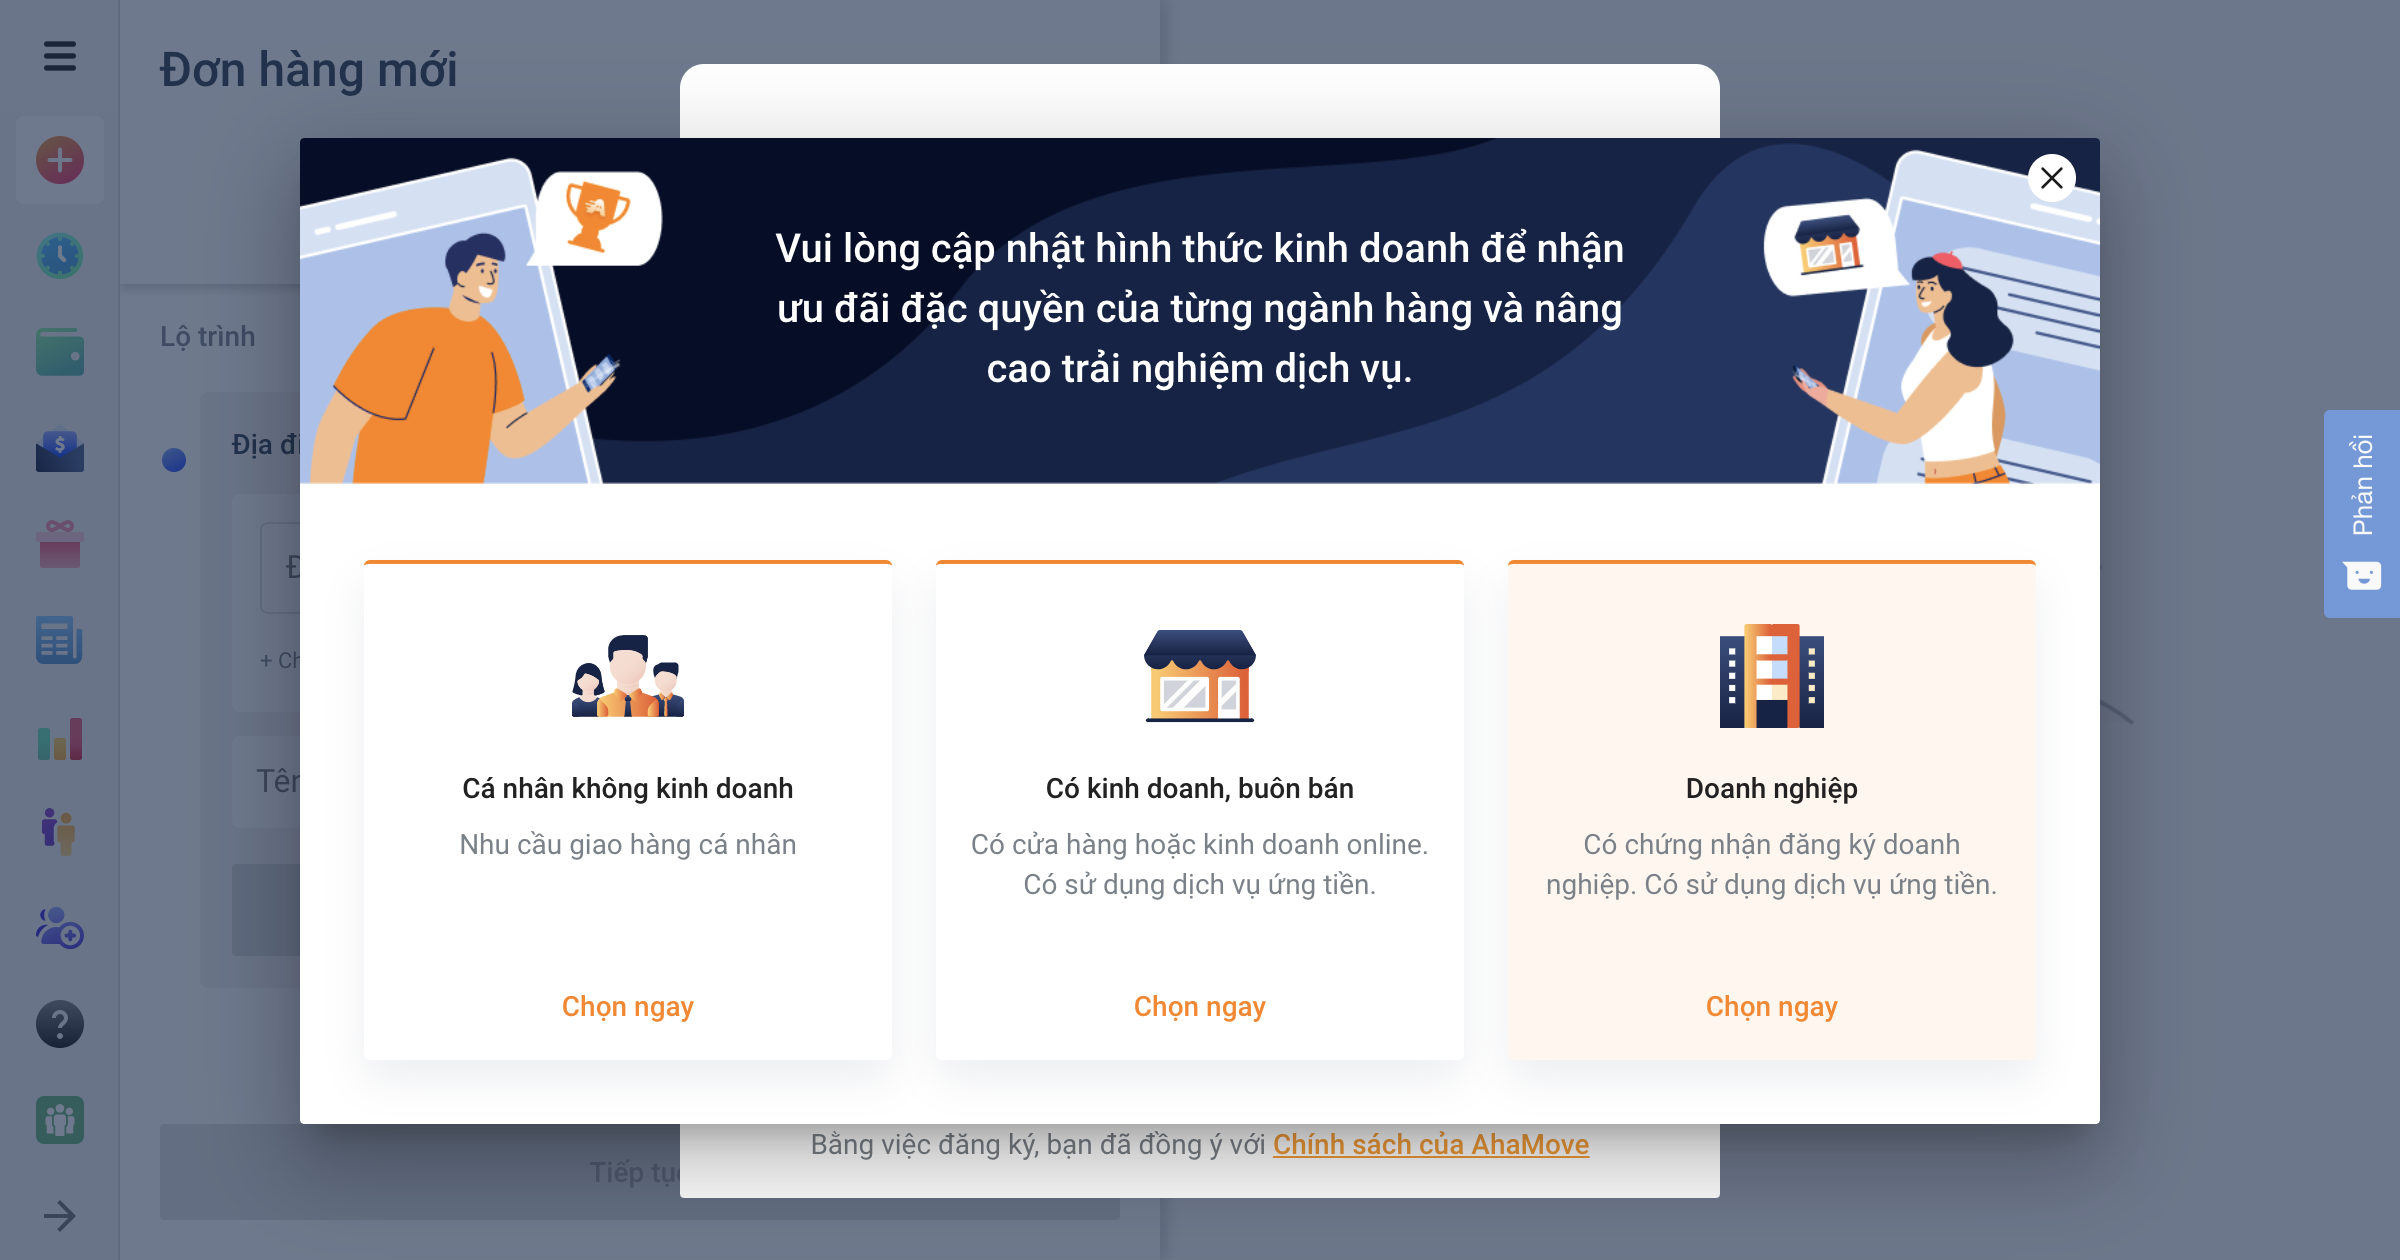 Đơn hàng mới
Vui lòng cập nhật hình thức kinh doanh để nhận
ưu đãi đặc quyền của từng ngành hàng và nâng
cao trải nghiệm dịch vụ.
Lộ trình
Phản hồi
Cá nhân không kinh doanh
Nhu cầu giao hàng cá nhân
Chọn ngay
Có kinh doanh, buôn bán
Có cửa hàng hoặc kinh doanh online.
Có sử dụng dịch vụ ứng tiền.
Chọn ngay
Doanh nghiệp
Có chứng nhận đăng ký doanh
nghiệp. Có sử dụng dịch vụ ứng tiền.
Chọn ngay
Địa
Bằng việc đăng ký, bạn đã đồng ý với Chính sách của AhaMove
Tiếp